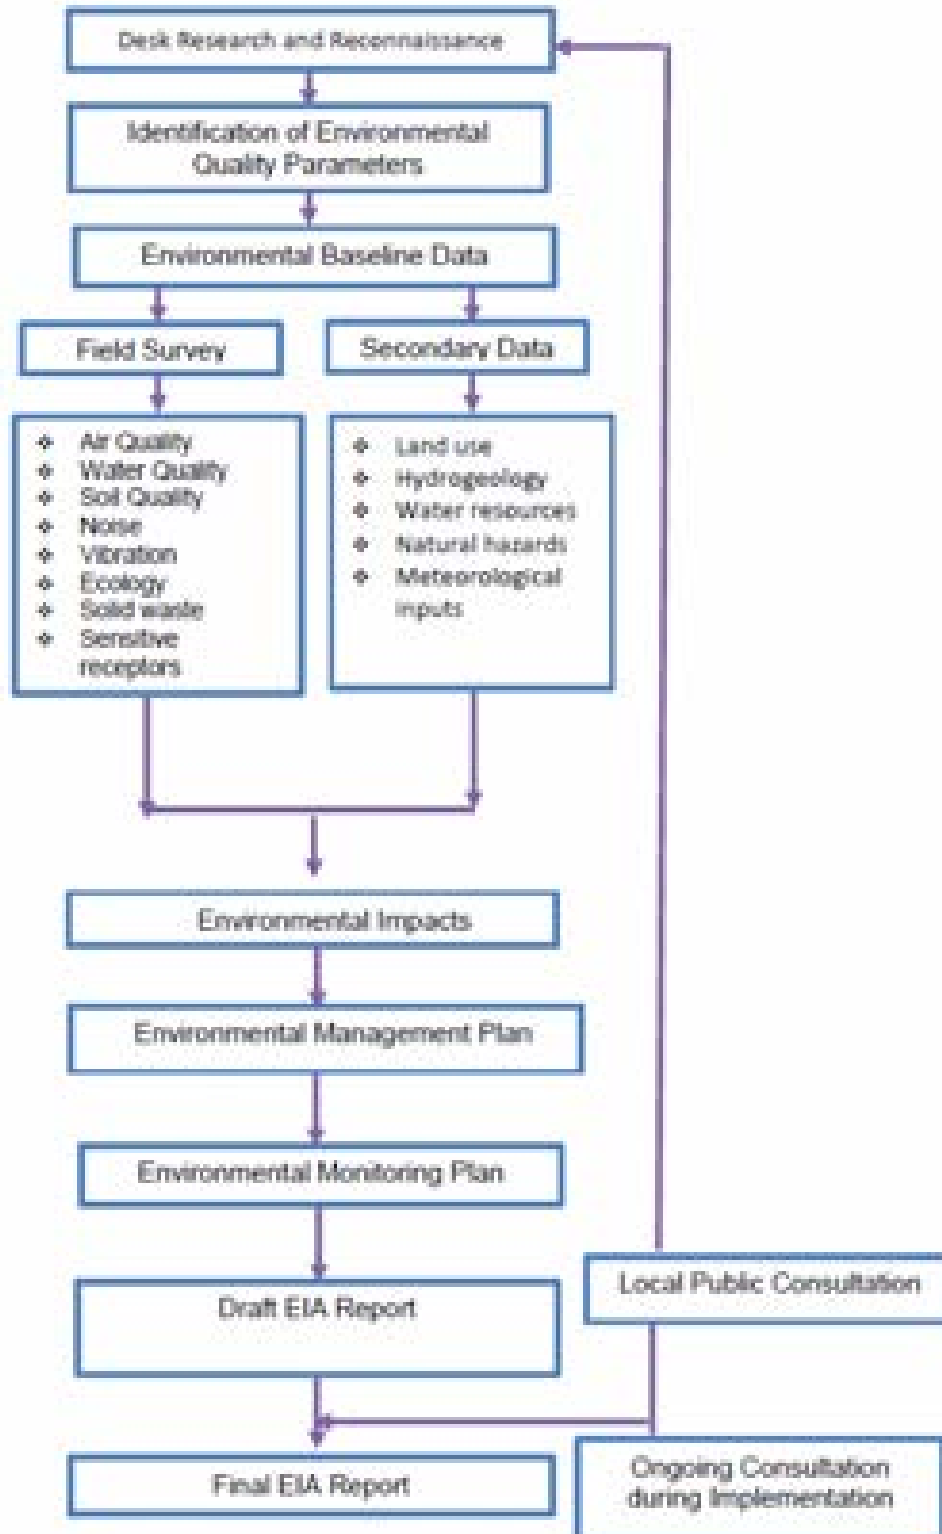 Desk Research and Reconnaissance
Identification of Environmental
Quality Parameters
Environmental Baseline Data
Field Survey
Secondary Data
❖ Air Quality
❖ Water Quality
❖ Soil Quality
❖ Noise
❖ Vibration
❖ Ecology
❖ Solid waste
❖ Sensitive
receptors
❖ Land use
❖ Hydrogeology
❖ Water resources
❖ Natural hazards
❖ Meteorological
inputs
Environmental Impacts
Environmental Management Plan
Environmental Monitoring Plan
Local Public Consultation
Draft EIA Report
Final EIA Report
Ongoing Consultation
during Implementation